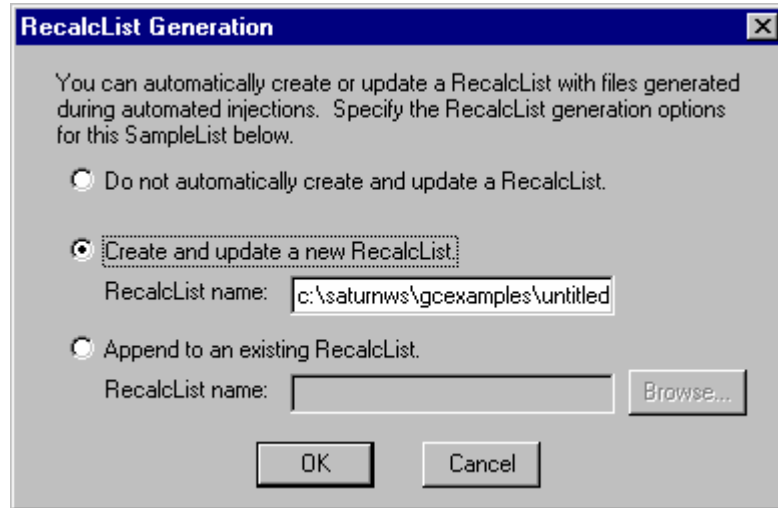 RecalcList Generation
You can automatically create or update a RecalcList with files generated
during automated injections.  Specify the RecalcList generation options
for this SampleList below.
Do not automatically create and update a RecalcList.
Create and update a new RecalcList.
RecalcList name: c:\saturnws\gcexamples\untitled
Append to an existing RecalcList.
RecalcList name: Browse...
OK Cancel